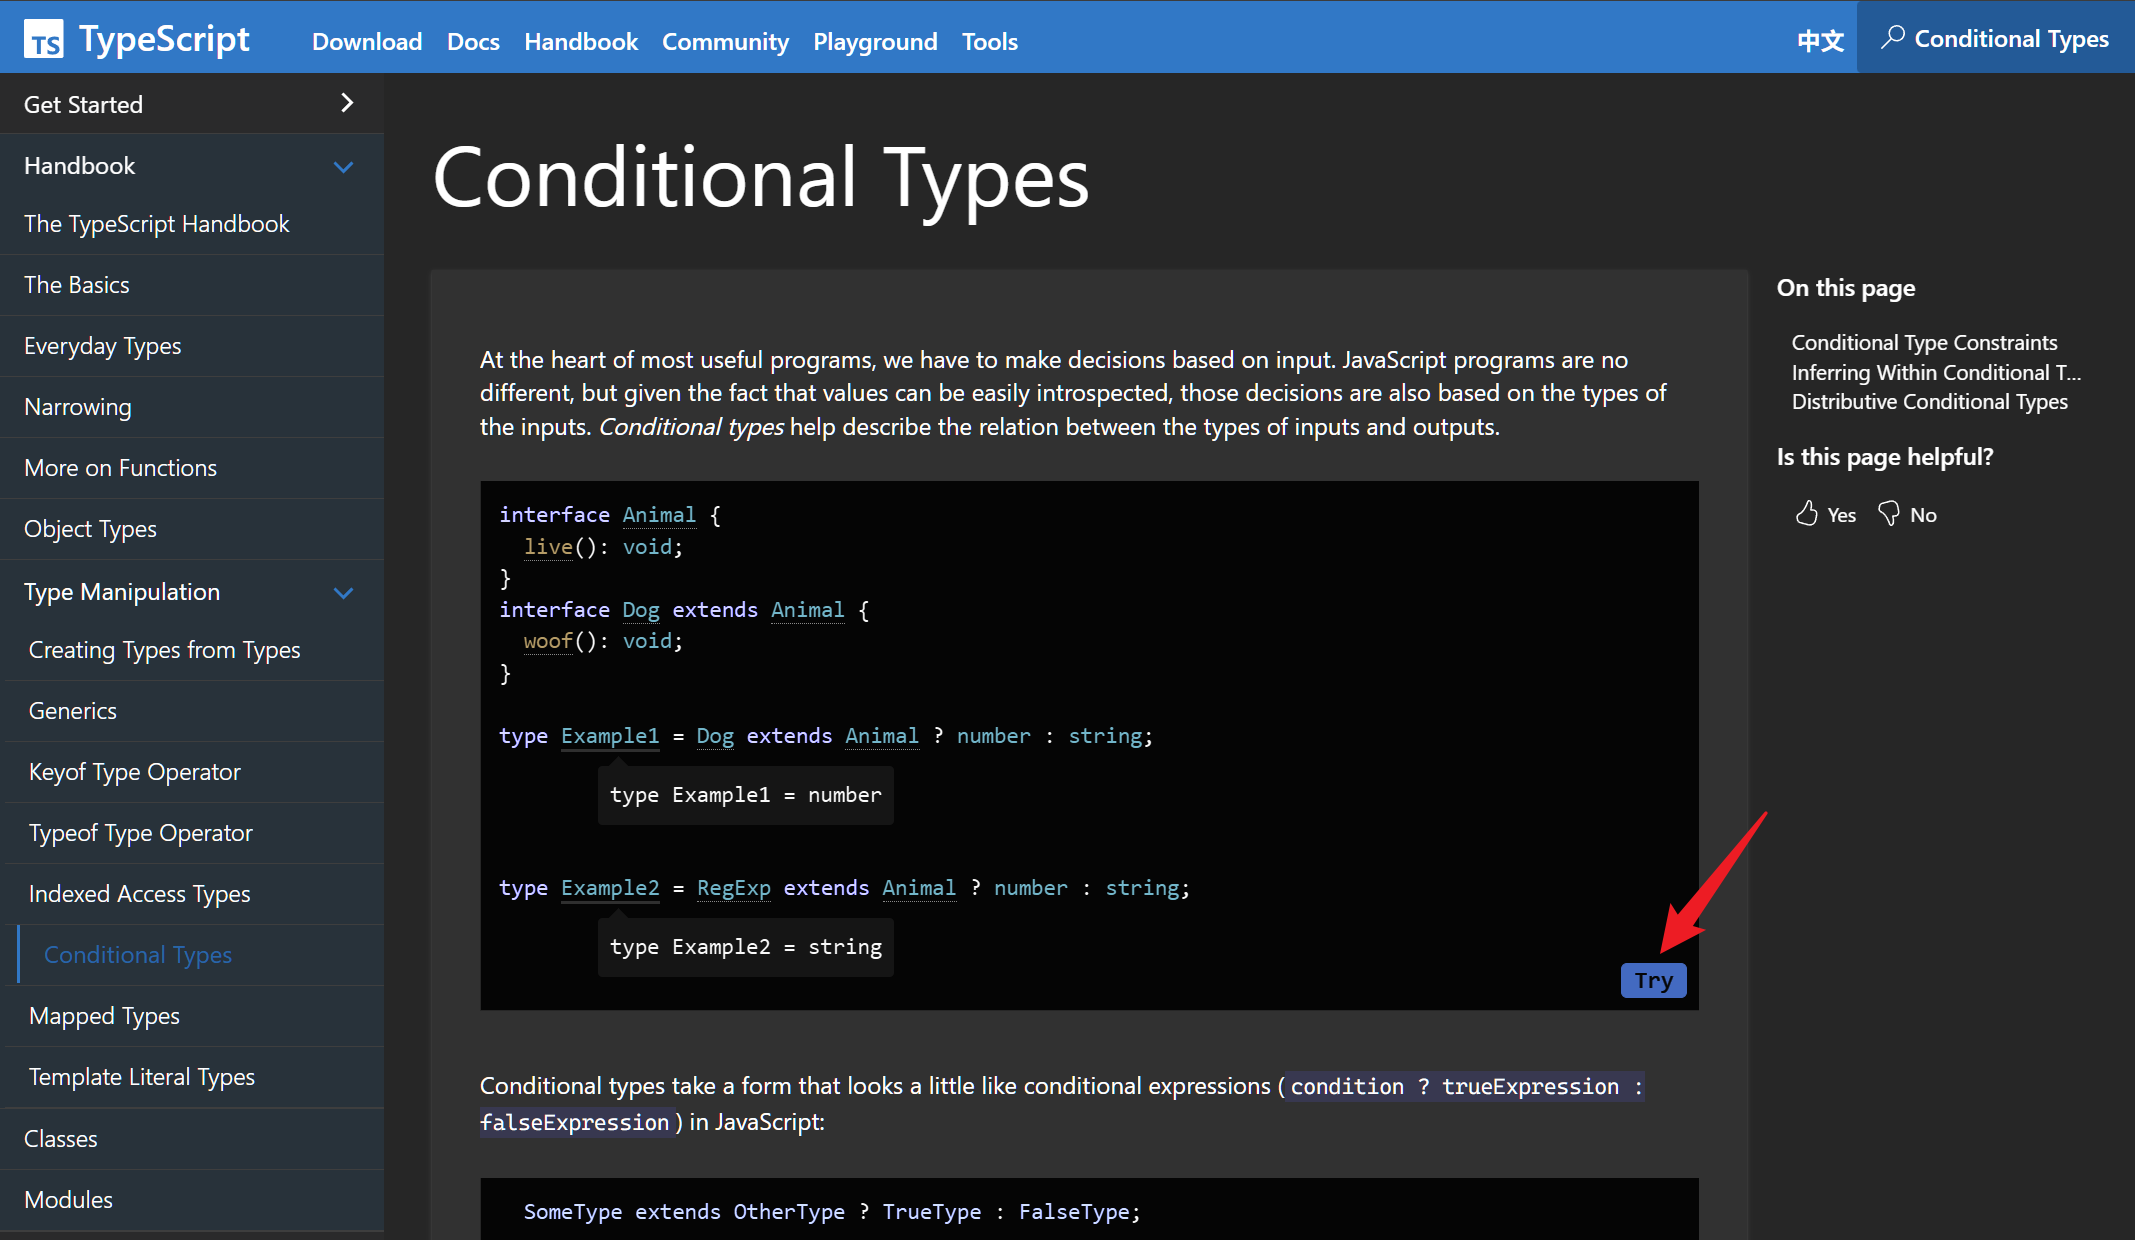 TS TypeScript
Download Docs Handbook Community Playground Tools
中文
Conditional Types
Get Started
Handbook
The TypeScript Handbook
The Basics
Everyday Types
Narrowing
More on Functions
Object Types
Type Manipulation
Creating Types from Types
Generics
Keyof Type Operator
Typeof Type Operator
Indexed Access Types
Conditional Types
Mapped Types
Template Literal Types
Classes
Modules
Conditional Types
At the heart of most useful programs, we have to make decisions based on input. JavaScript programs are no
different, but given the fact that values can be easily introspected, those decisions are also based on the types of
the inputs. Conditional types help describe the relation between the types of inputs and outputs.
interface Animal {
  live(): void;
}
interface Dog extends Animal {
  woof(): void;
}
type Example1 = Dog extends Animal ? number : string;
type Example1 = number
type Example2 = RegExp extends Animal ? number : string;
type Example2 = string
Try
Conditional types take a form that looks a little like conditional expressions ( condition ? trueExpression :
falseExpression ) in JavaScript:
SomeType extends OtherType ? TrueType : FalseType;
On this page
Conditional Type Constraints
Inferring Within Conditional T...
Distributive Conditional Types
Is this page helpful?
Yes No